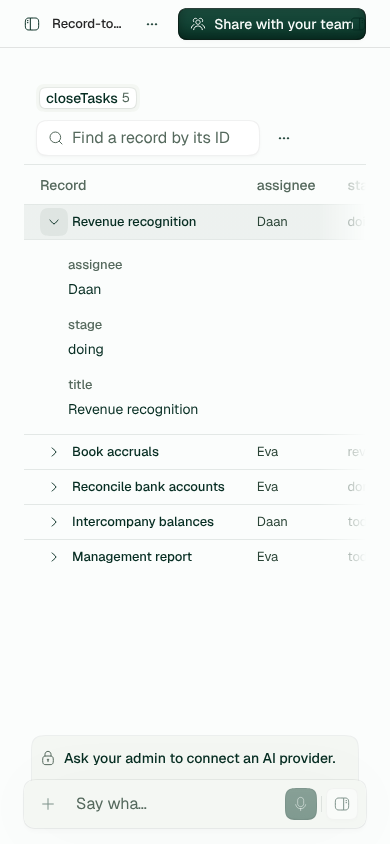 Record-to...
Share with your team
closeTasks 5
Find a record by its ID
Record assignee
Revenue recognition Daan
assignee
Daan
stage
doing
title
Revenue recognition
Book accruals Eva
Reconcile bank accounts Eva
Intercompany balances Daan
Management report Eva
Ask your admin to connect an AI provider.
Say wha...